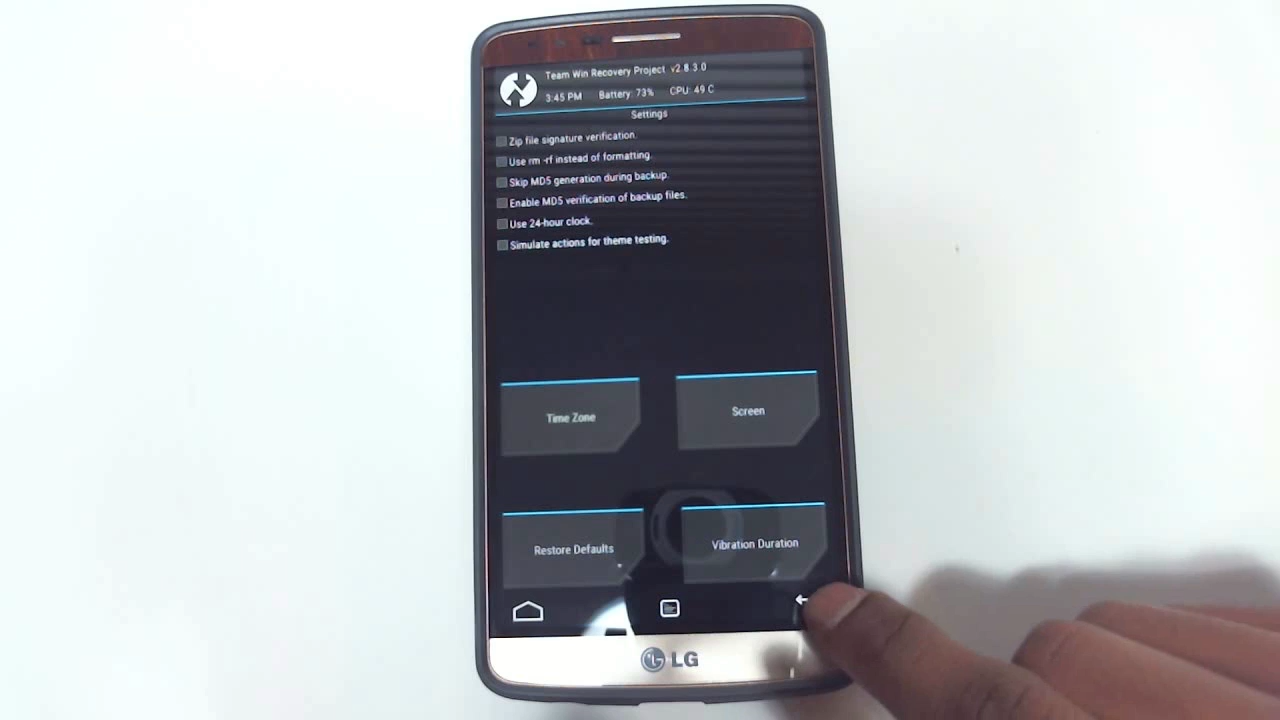 Team Win Recovery Project v2.8.3.0
3:45 PM Battery: 73% CPU: 49 C
Settings
Zip file signature verification.
Use rm -rf instead of formatting.
Skip MD5 generation during backup.
Enable MD5 verification of backup files.
Use 24-hour clock.
Simulate actions for theme testing.
Time Zone
Screen
Restore Defaults
Vibration Duration
LG